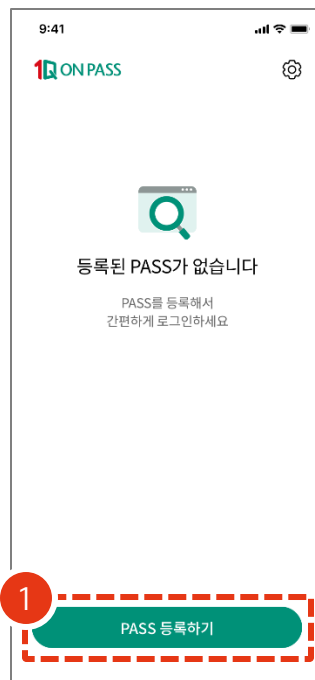 9:41
1Q ON PASS
등록된 PASS가 없습니다
PASS를 등록해서
간편하게 로그인하세요
1
PASS 등록하기